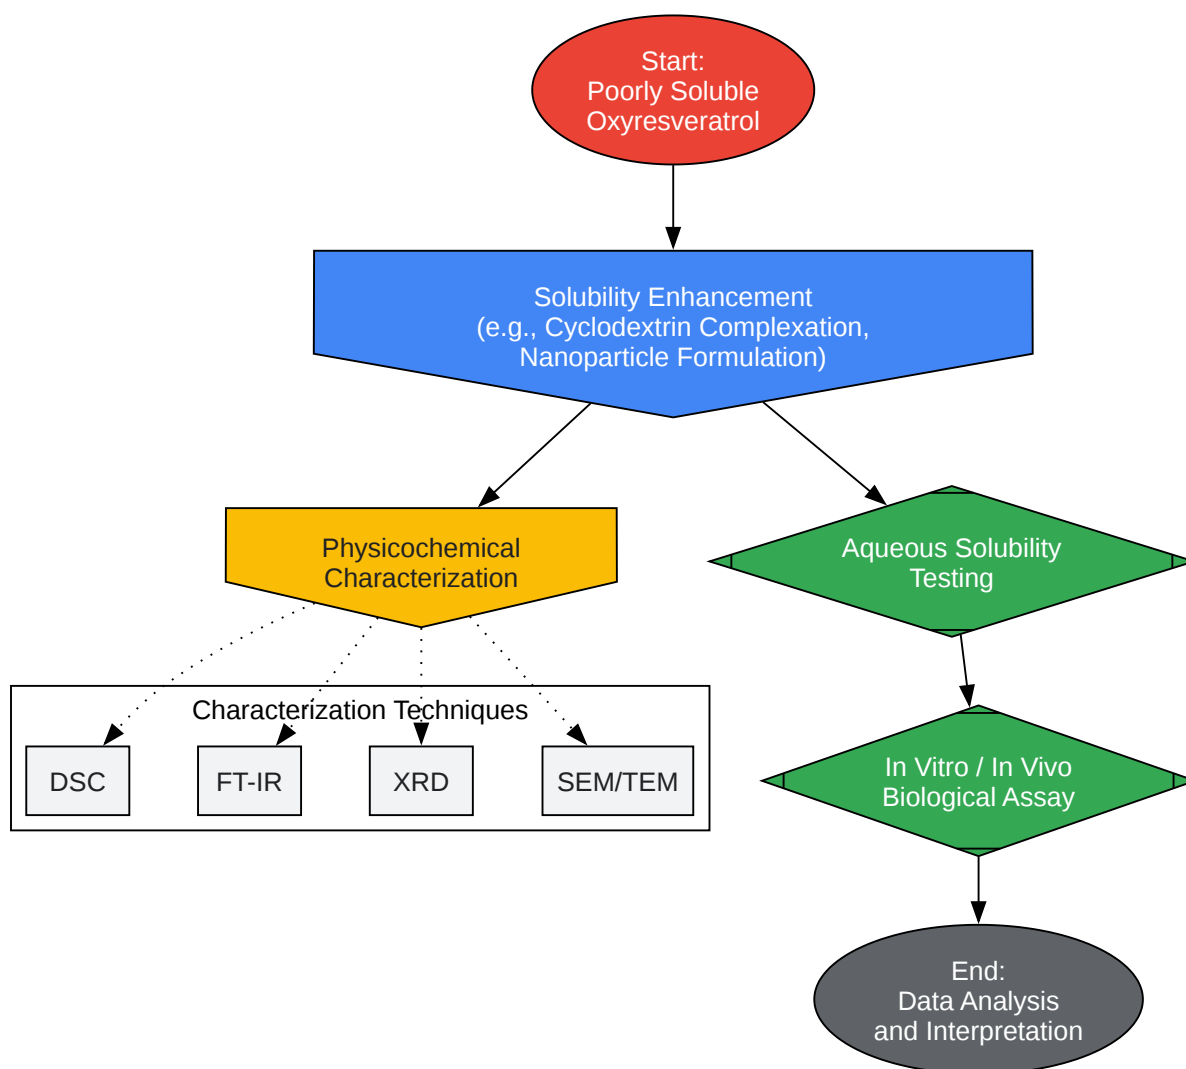 Start:
Poorly Soluble
Oxyresveratrol
Solubility Enhancement
(e.g., Cyclodextrin Complexation,
Nanoparticle Formulation)
Physicochemical
Characterization
Aqueous Solubility
Testing
Characterization Techniques
DSC
FT-IR
XRD
SEM/TEM
In Vitro / In Vivo
Biological Assay
End:
Data Analysis
and Interpretation